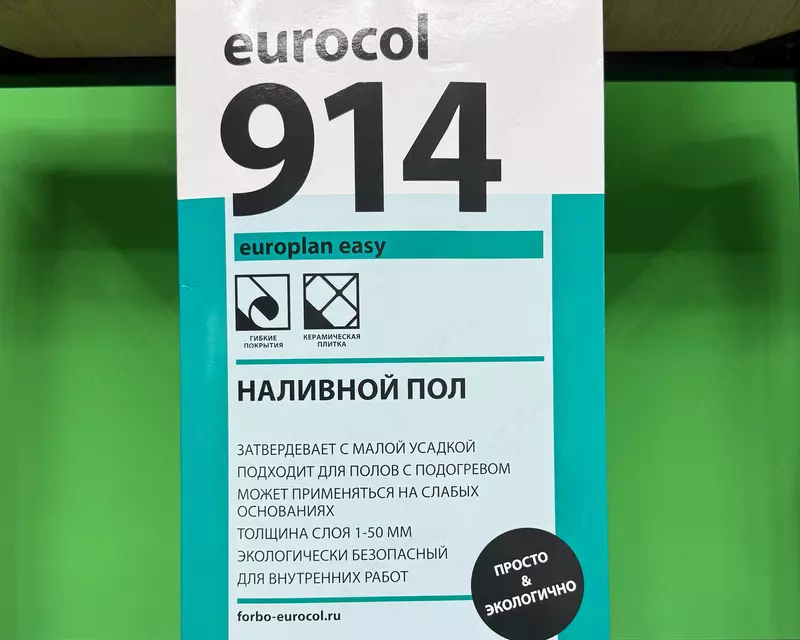 eurocol
914
europlan easy
ГИБКИЕ
ПОКРЫТИЯ
КЕРАМИЧЕСКАЯ
ПЛИТКА
НАЛИВНОЙ ПОЛ
ЗАТВЕРДЕВАЕТ С МАЛОЙ УСАДКОЙ
ПОДХОДИТ ДЛЯ ПОЛОВ С ПОДОГРЕВОМ
МОЖЕТ ПРИМЕНЯТЬСЯ НА СЛАБЫХ
ОСНОВАНИЯХ
ТОЛЩИНА СЛОЯ 1-50 ММ
ЭКОЛОГИЧЕСКИ БЕЗОПАСНЫЙ
ДЛЯ ВНУТРЕННИХ РАБОТ
ПРОСТО
&
ЭКОЛОГИЧНО
forbo-eurocol.ru